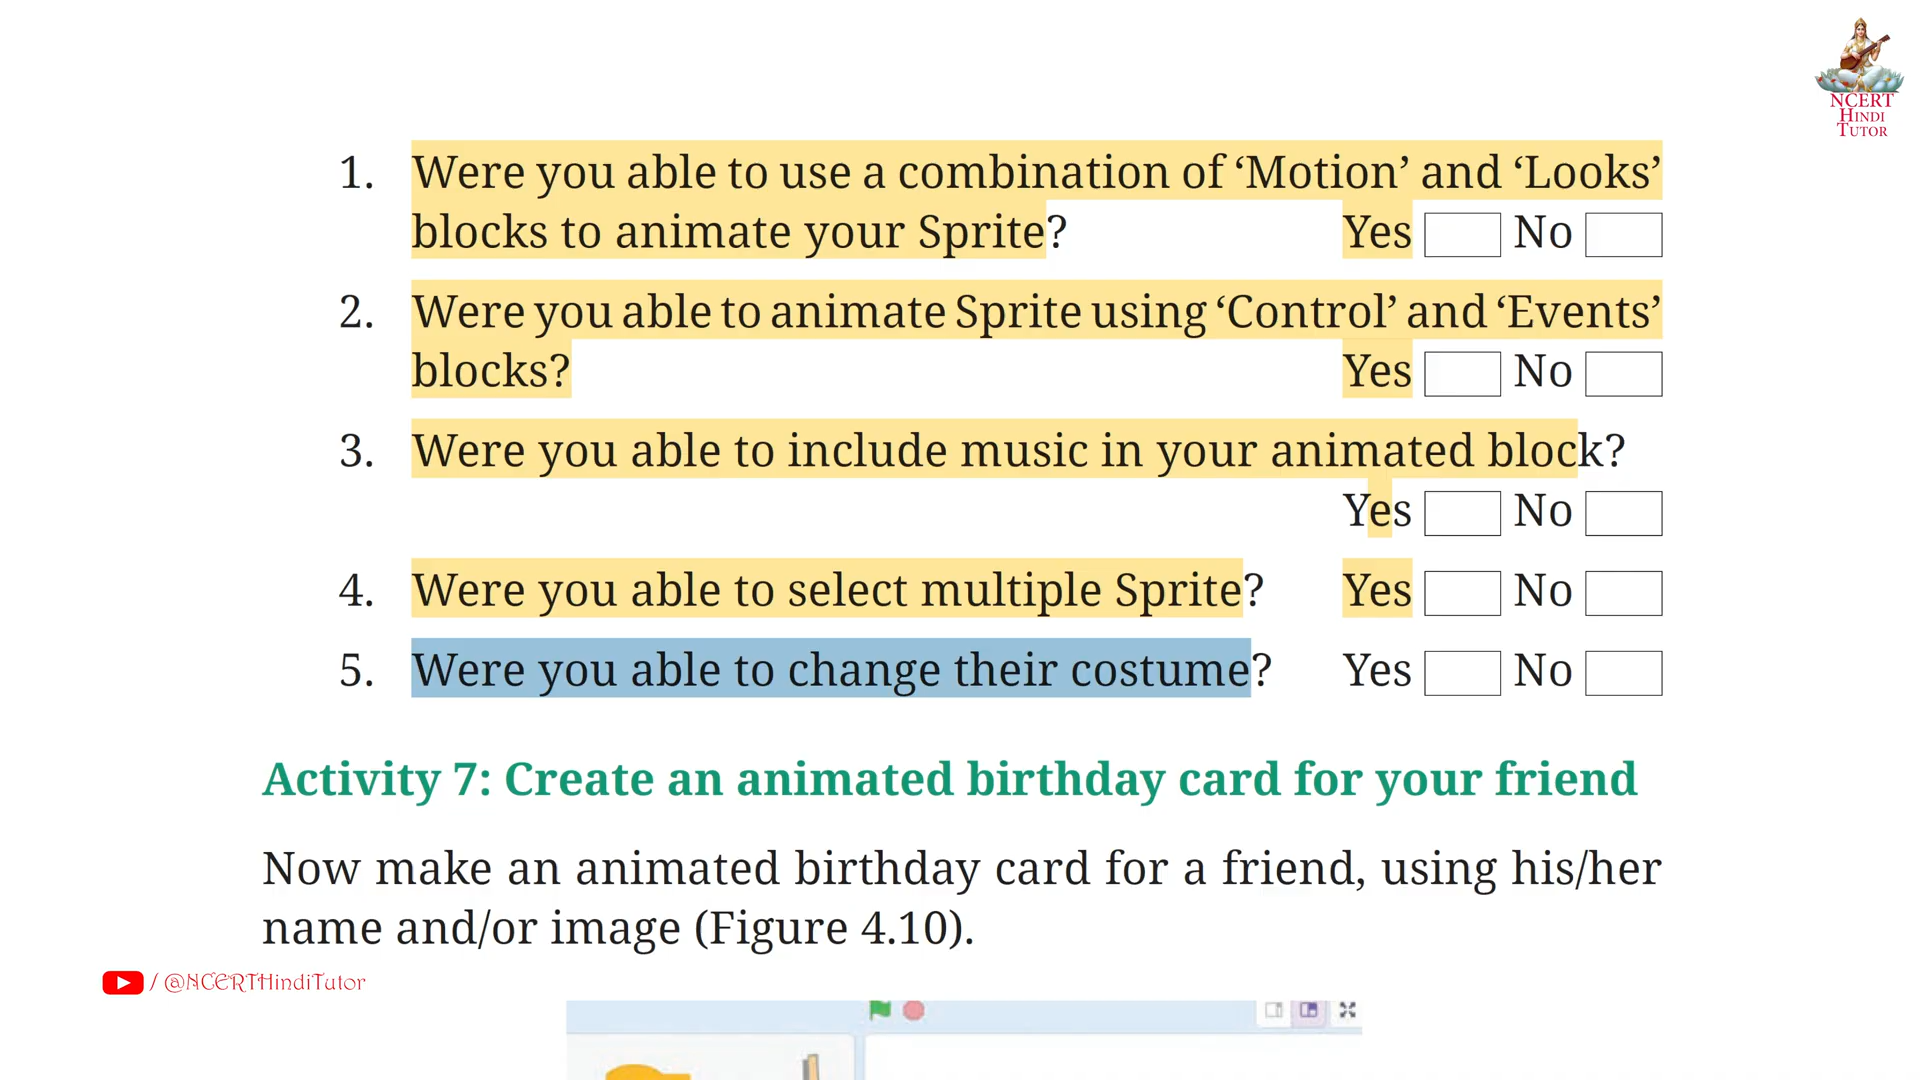 NCERT
HINDI
TUTOR
1. Were you able to use a combination of ‘Motion’ and ‘Looks’
blocks to animate your Sprite? Yes No
2. Were you able to animate Sprite using ‘Control’ and ‘Events’
blocks? Yes No
3. Were you able to include music in your animated block?
Yes No
4. Were you able to select multiple Sprite? Yes No
5. Were you able to change their costume? Yes No
Activity 7: Create an animated birthday card for your friend
Now make an animated birthday card for a friend, using his/her
name and/or image (Figure 4.10).
/ @NCERTHindiTutor